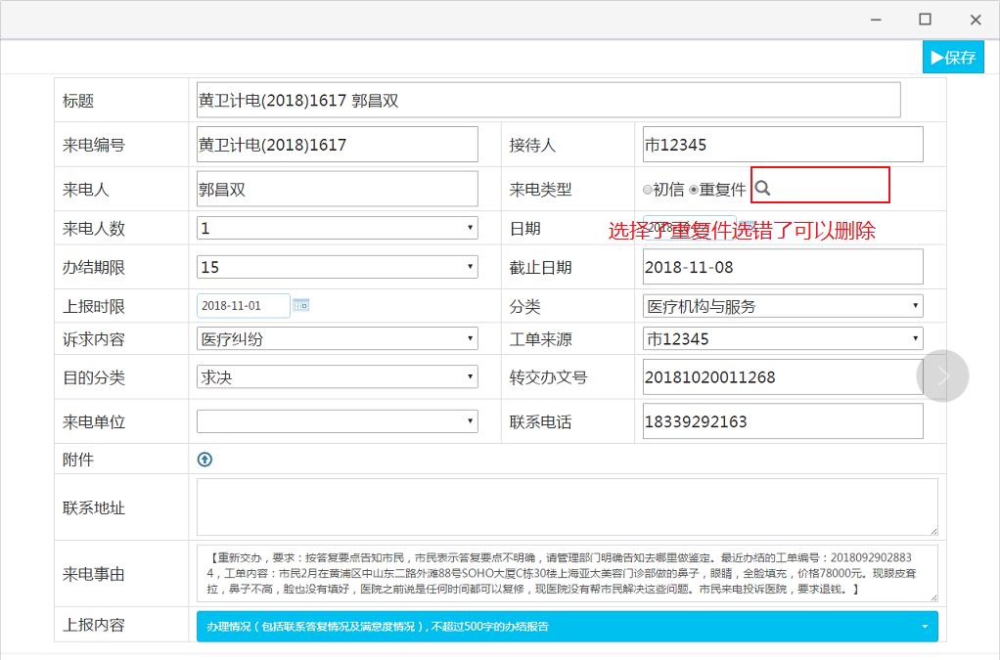 保存
标题 黄卫计电(2018)1617 郭昌双
来电编号 黄卫计电(2018)1617 接待人 市12345
来电人 郭昌双 来电类型 初信 重复件
来电人数 1 日期
选择了重复件选错了可以删除
办结期限 15 截止日期 2018-11-08
上报时限 2018-11-01 分类 医疗机构与服务
诉求内容 医疗纠纷 工单来源 市12345
目的分类 求决 转交办文号 20181020011268
来电单位 联系电话 18339292163
附件
联系地址
来电事由
【重新交办，要求：按答复要点告知市民，市民表示答复要点不明确，请管理部门明确告知去哪里做鉴定。最近办结的工单编号：2018092902883
4，工单内容：市民2月在黄浦区中山东二路外滩88号SOHO大厦C栋30楼上海亚太美容门诊部做的鼻子，眼睛，全脸填充，价格78000元。现眼皮耷
拉，鼻子不高，脸也没有填好，医院之前说是任何时间都可以复修，现医院没有帮市民解决这些问题。市民来电投诉医院，要求退钱。】
上报内容 办理情况（包括联系答复情况及满意度情况），不超过500字的办结报告